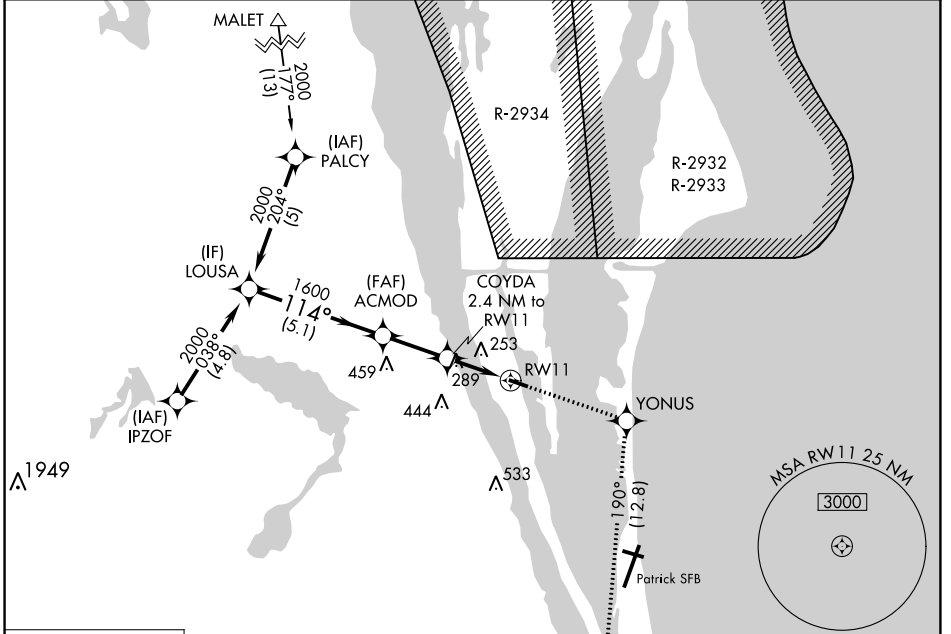 MALET
2000
177°
(13)
(IAF)
PALCY
2000
204°
(5)
(IF)
LOUSA
1600
114°
(5.1)
(FAF)
ACMOD
COYDA
2.4 NM to
RW11
253
459
289
444
RW11
2000
038°
(4.8)
(IAF)
IPZOF
1949
533
YONUS
190°
(12.8)
Patrick SFB
R-2934
R-2932
R-2933
MSA RW11 25 NM
3000